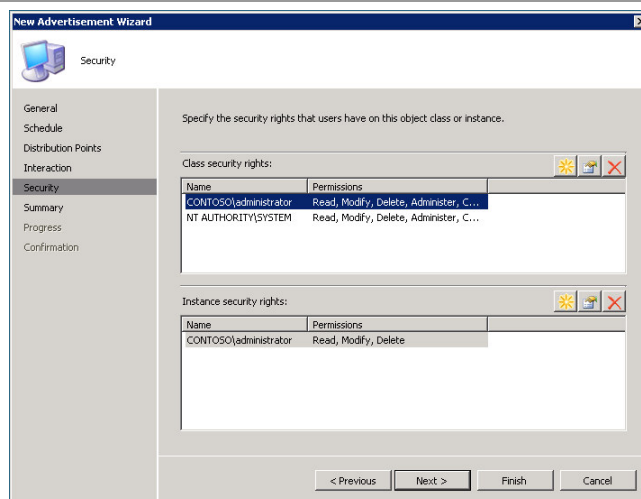 New Advertisement Wizard
Security
General
Schedule
Distribution Points
Interaction
Security
Summary
Progress
Confirmation
Specify the security rights that users have on this object class or instance.
Class security rights:
Name Permissions
CONTOSO\administrator Read, Modify, Delete, Administer, C...
NT AUTHORITY\SYSTEM Read, Modify, Delete, Administer, C...
Instance security rights:
Name Permissions
CONTOSO\administrator Read, Modify, Delete
< Previous Next > Finish Cancel